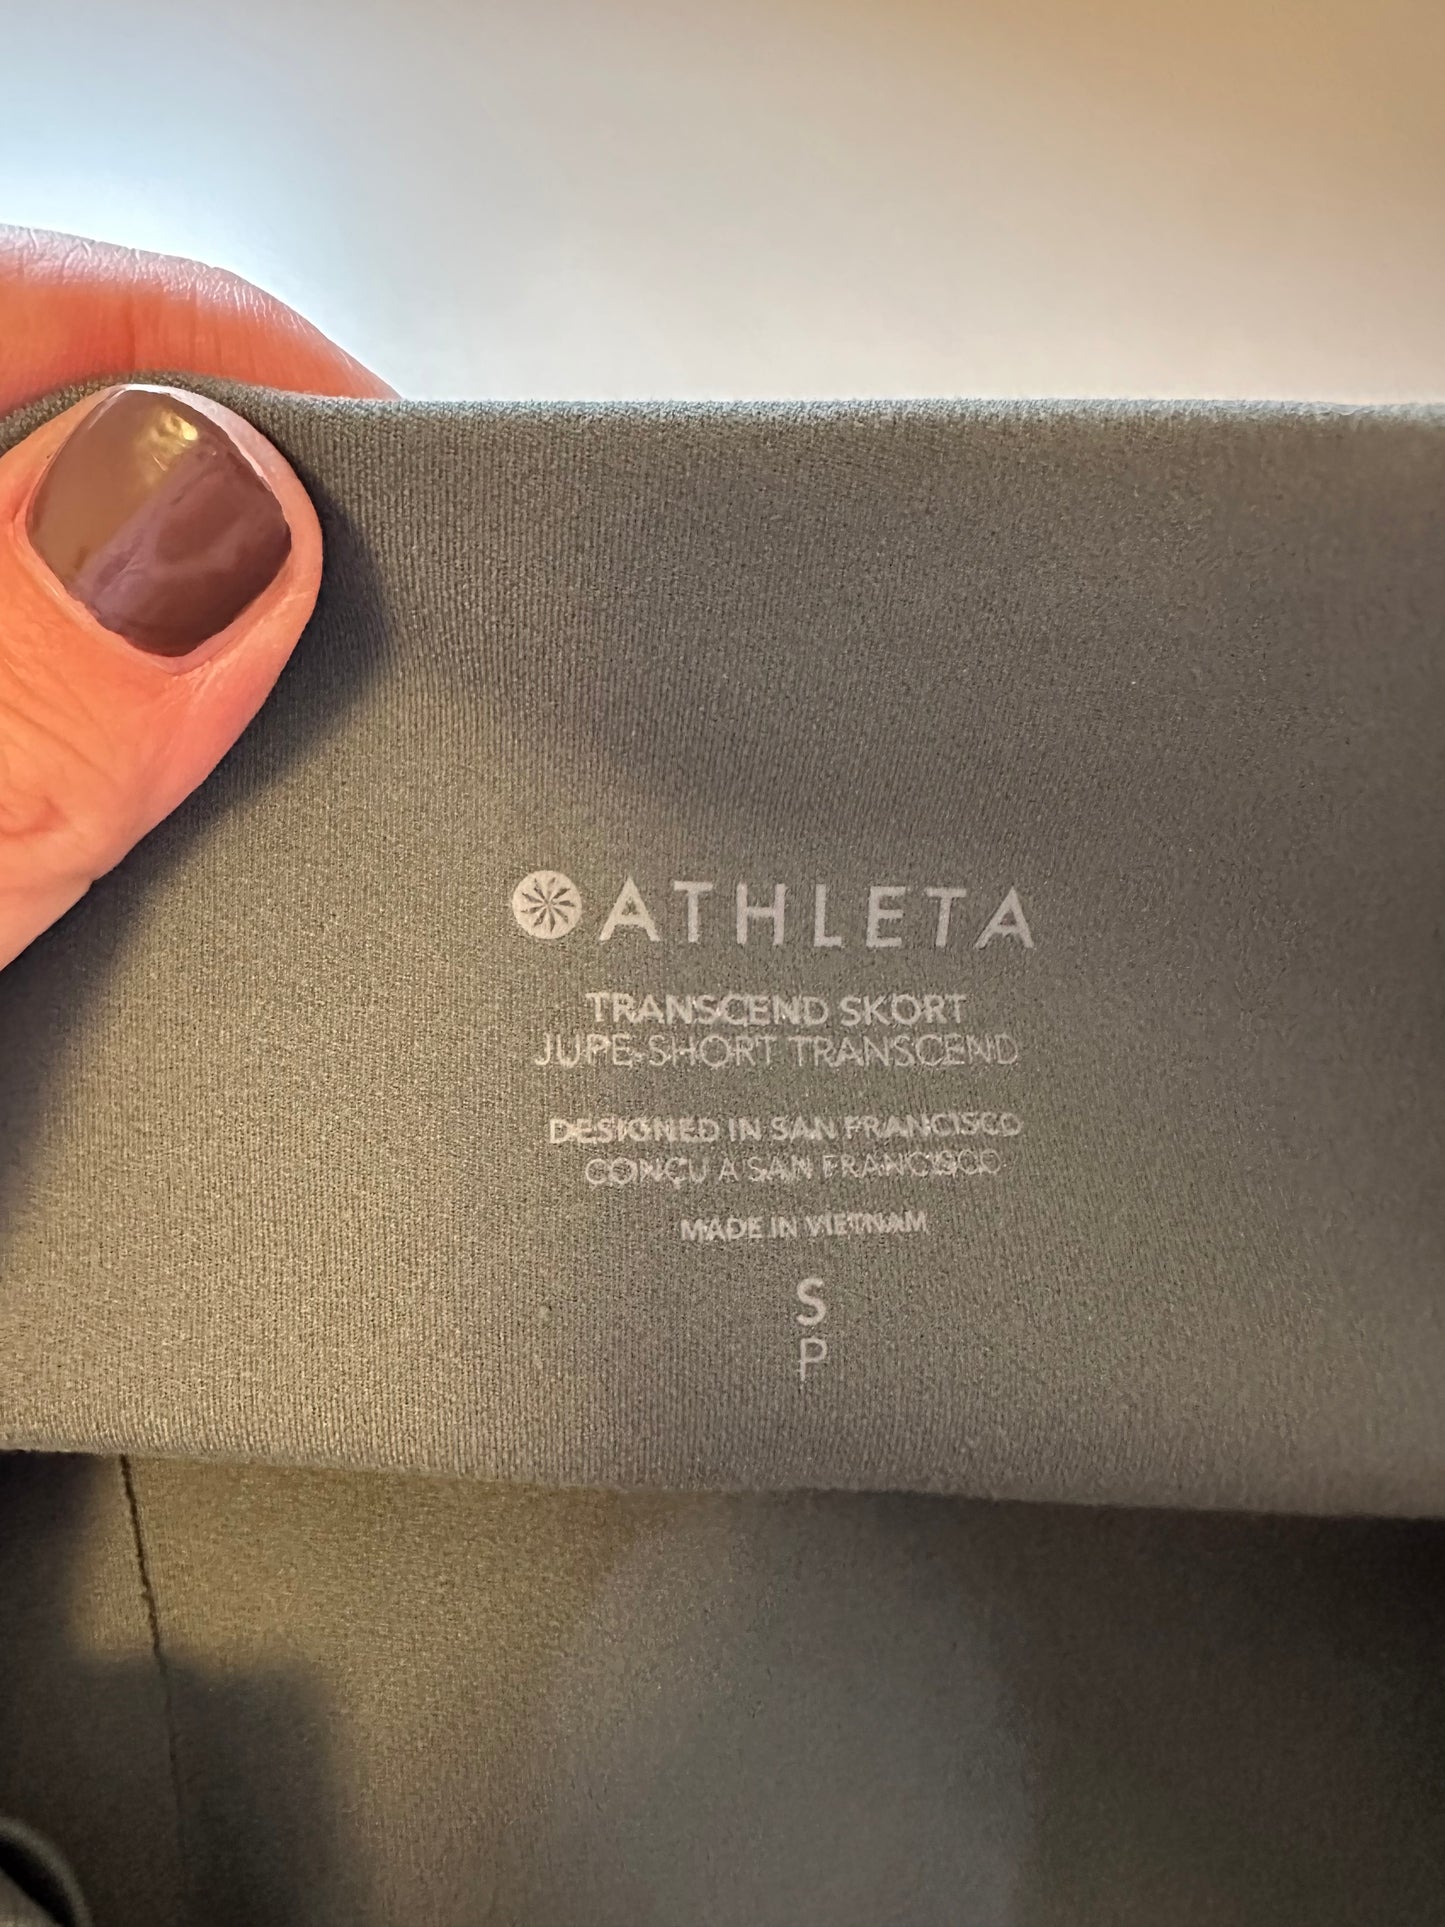 ATHLETA
TRANSCEND SKORT
JUPE-SHORT TRANSCEND
DESIGNED IN SAN FRANCISCO
CONÇU A SAN FRANCISCO
MADE IN VIETNAM
S
P